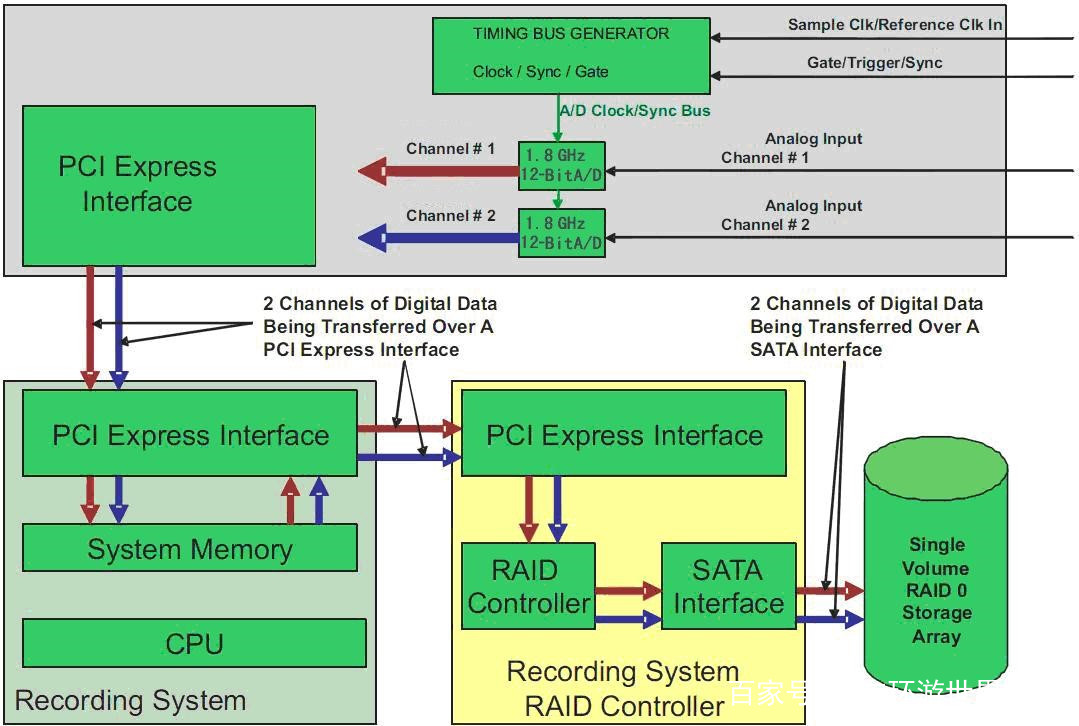 TIMING BUS GENERATOR
Clock / Sync / Gate
Sample Clk/Reference Clk In
Gate/Trigger/Sync
A/D Clock/Sync Bus
PCI Express
Interface
Channel # 1
1.8 GHz
12-BitA/D
Analog Input
Channel # 1
Channel # 2
1.8 GHz
12-BitA/D
Analog Input
Channel # 2
2 Channels of Digital Data
Being Transferred Over A
PCI Express Interface
2 Channels of Digital Data
Being Transferred Over A
SATA Interface
PCI Express Interface
System Memory
CPU
Recording System
PCI Express Interface
RAID
Controller
SATA
Interface
Recording System
RAID Controller
Single
Volume
RAID 0
Storage
Array
百家号
环游世界